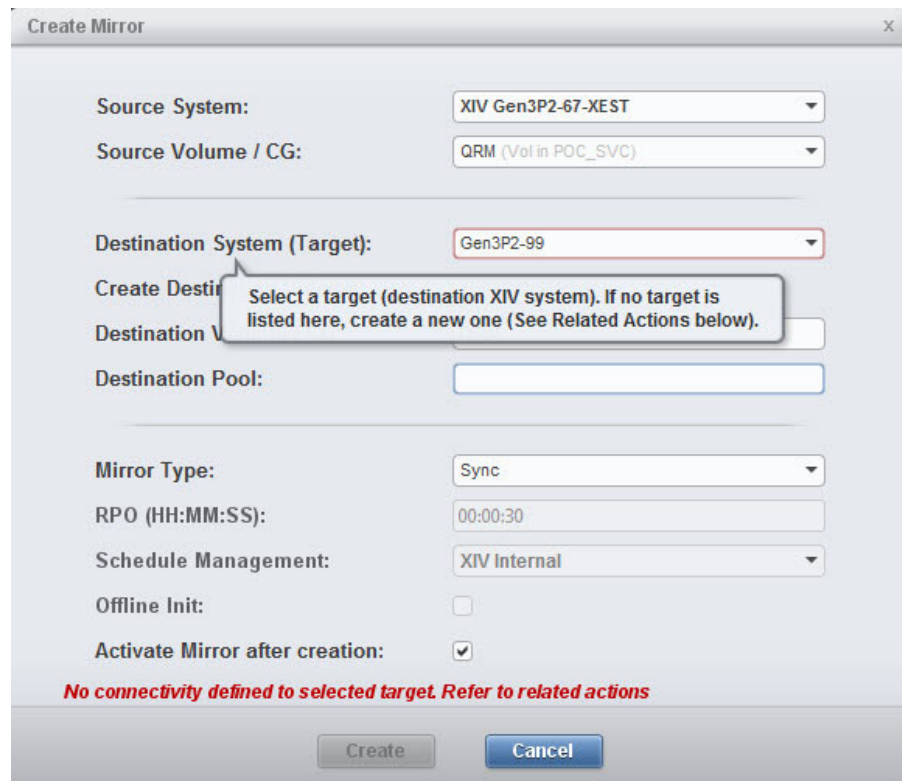 Create Mirror x
Source System: XIV Gen3P2-67-XEST
Source Volume / CG: QRM (Vol in POC_SVC)
Destination System (Target): Gen3P2-99
Create Destin
Select a target (destination XIV system). If no target is
listed here, create a new one (See Related Actions below).
Destination V
Destination Pool:
Mirror Type: Sync
RPO (HH:MM:SS): 00:00:30
Schedule Management: XIV Internal
Offline Init:
Activate Mirror after creation:
No connectivity defined to selected target. Refer to related actions
Create Cancel